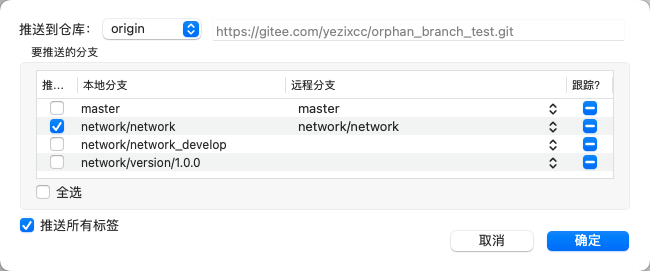 推送到仓库： origin https://gitee.com/yezixcc/orphan_branch_test.git
要推送的分支
推... 本地分支 远程分支 跟踪?
master master
network/network network/network
network/network_develop
network/version/1.0.0
全选
推送所有标签
取消 确定